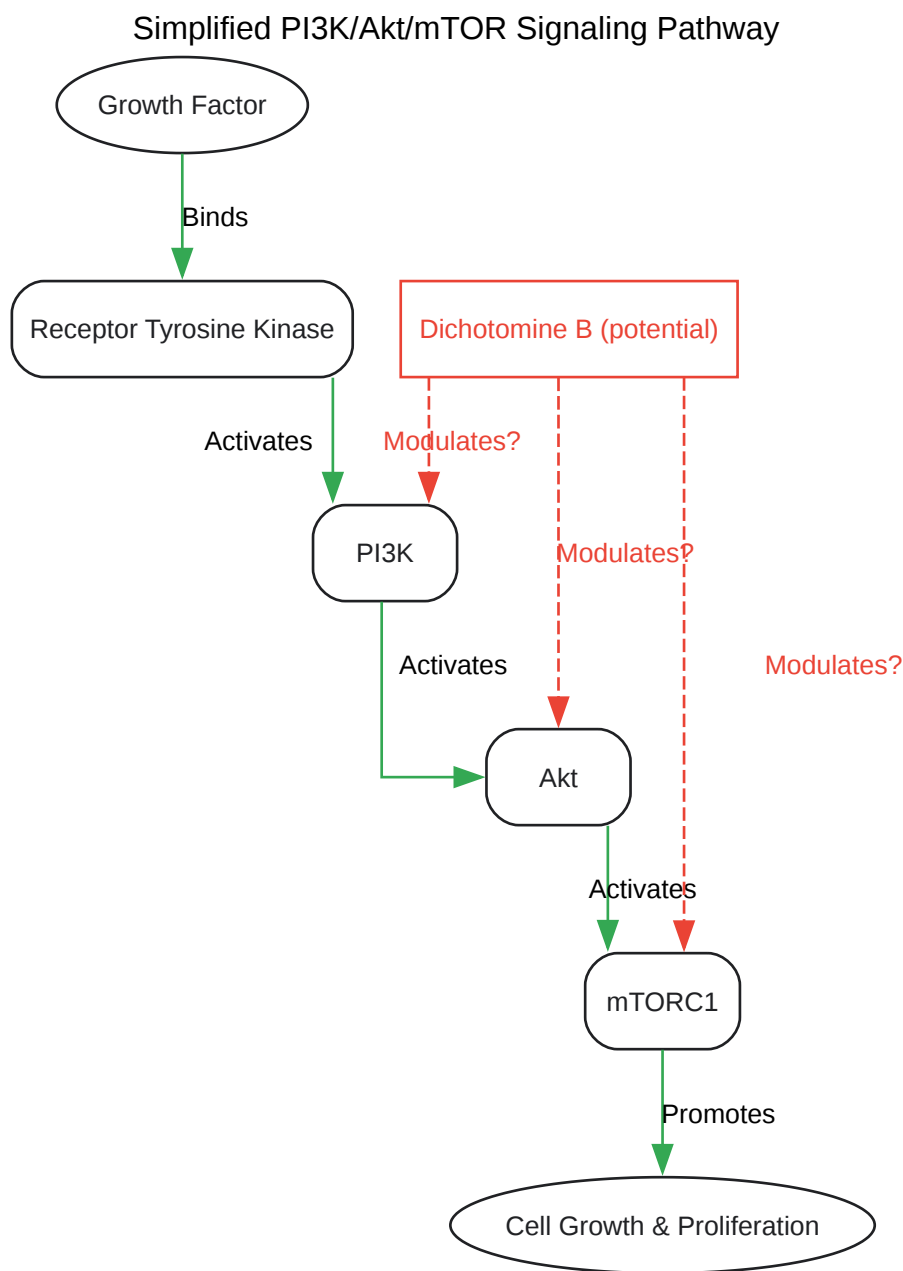 Simplified PI3K/Akt/mTOR Signaling Pathway
Growth Factor
Binds
Receptor Tyrosine Kinase
Dichotomine B (potential)
Activates
Modulates?
PI3K
Modulates?
Activates
Modulates?
Akt
Activates
mTORC1
Promotes
Cell Growth & Proliferation